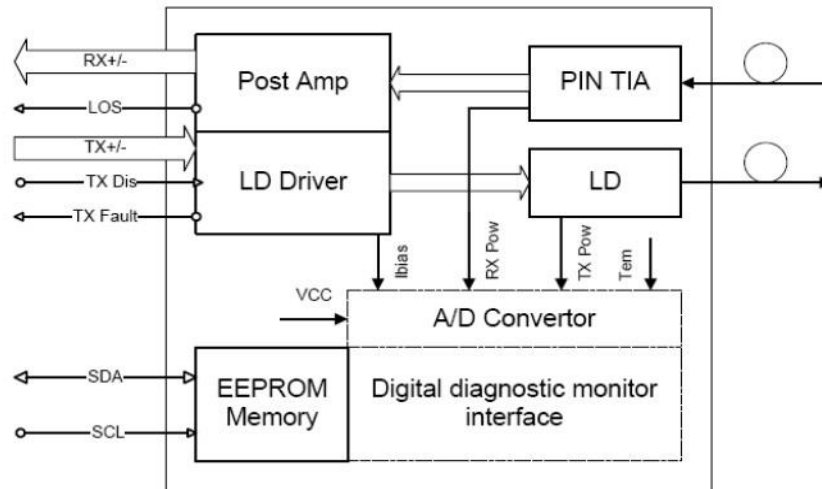 RX+/-
Post Amp
PIN TIA
LOS
TX+/-
TX Dis
LD Driver
LD
TX Fault
Ibias
RX Pow
TX Pow
Tem
VCC
A/D Convertor
SDA
EEPROM
Memory
Digital diagnostic monitor
interface
SCL